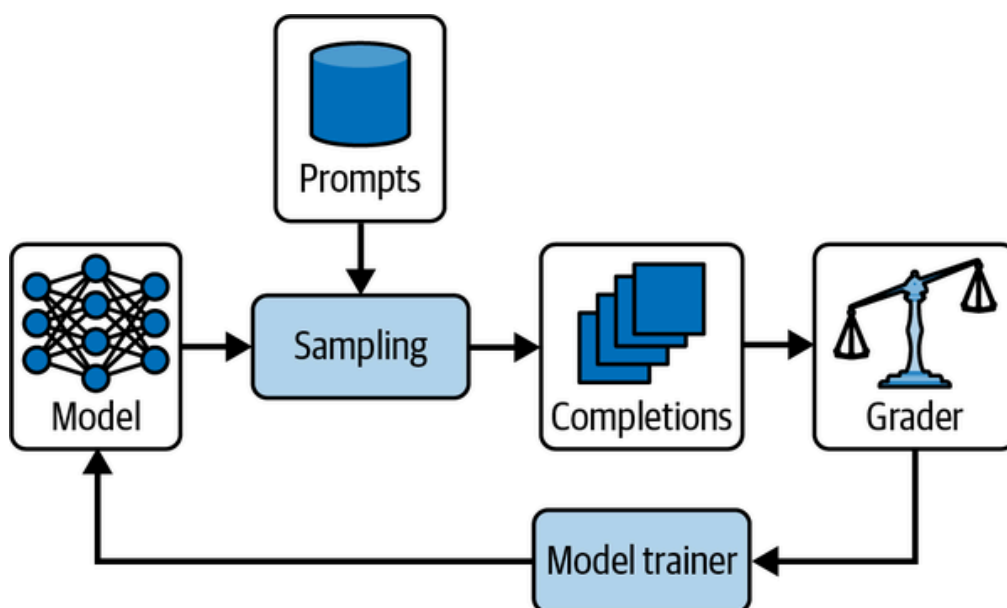 Prompts
Sampling
Model
Completions
Grader
Model trainer